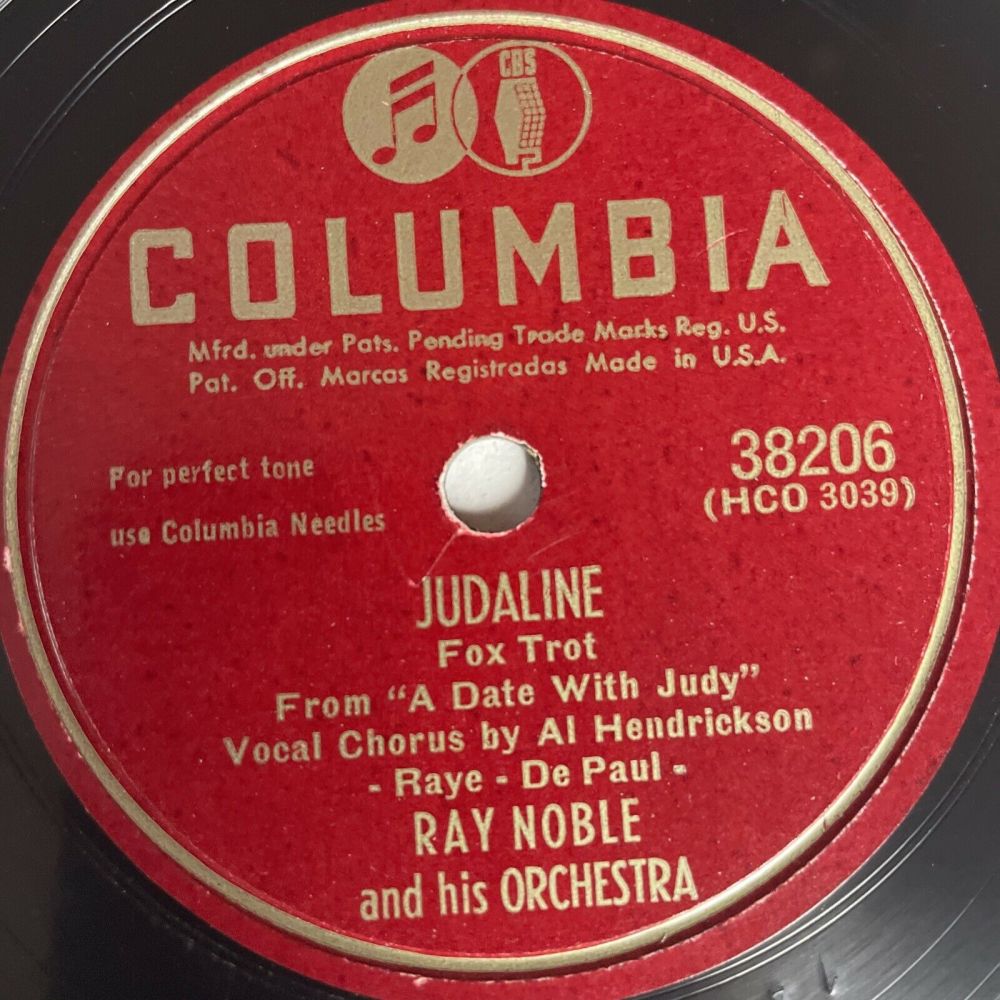 CBS
COLUMBIA
Mfrd. under Pats. Pending Trade Marks Reg. U.S.
Pat. Off. Marcas Registradas Made in U.S.A.
For perfect tone
use Columbia Needles
38206
(HCO 3039)
JUDALINE
Fox Trot
From “A Date With Judy”
Vocal Chorus by Al Hendrickson
- Raye - De Paul -
RAY NOBLE
and his ORCHESTRA